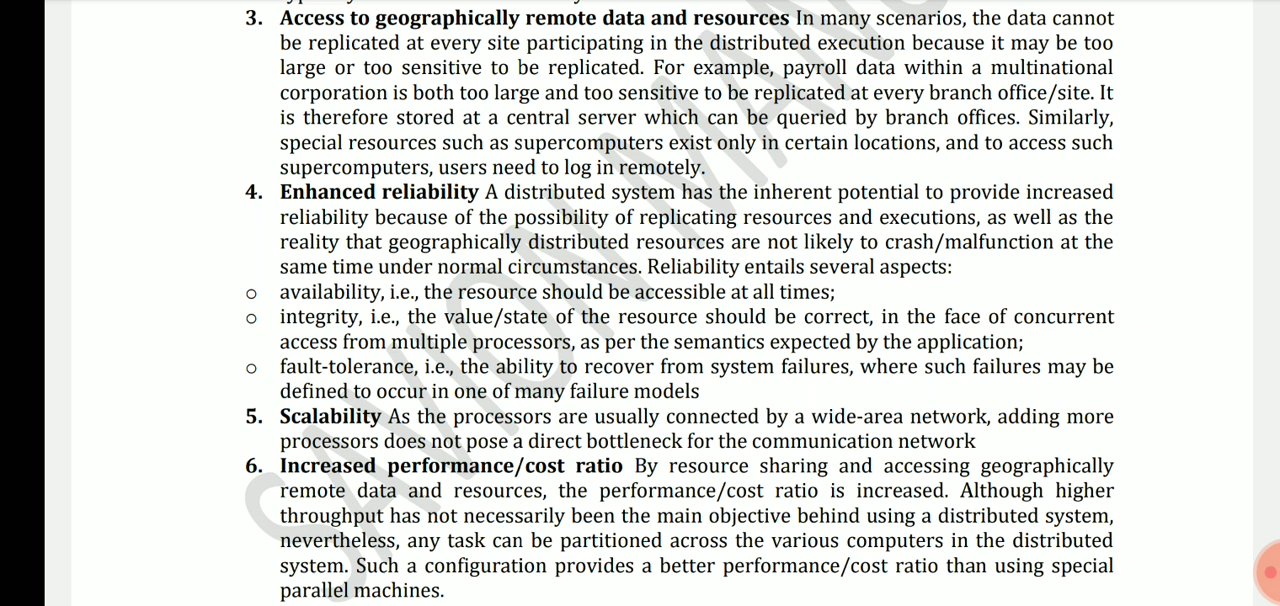 3. Access to geographically remote data and resources In many scenarios, the data cannot
be replicated at every site participating in the distributed execution because it may be too
large or too sensitive to be replicated. For example, payroll data within a multinational
corporation is both too large and too sensitive to be replicated at every branch office/site. It
is therefore stored at a central server which can be queried by branch offices. Similarly,
special resources such as supercomputers exist only in certain locations, and to access such
supercomputers, users need to log in remotely.
4. Enhanced reliability A distributed system has the inherent potential to provide increased
reliability because of the possibility of replicating resources and executions, as well as the
reality that geographically distributed resources are not likely to crash/malfunction at the
same time under normal circumstances. Reliability entails several aspects:
o availability, i.e., the resource should be accessible at all times;
o integrity, i.e., the value/state of the resource should be correct, in the face of concurrent
access from multiple processors, as per the semantics expected by the application;
o fault-tolerance, i.e., the ability to recover from system failures, where such failures may be
defined to occur in one of many failure models
5. Scalability As the processors are usually connected by a wide-area network, adding more
processors does not pose a direct bottleneck for the communication network
6. Increased performance/cost ratio By resource sharing and accessing geographically
remote data and resources, the performance/cost ratio is increased. Although higher
throughput has not necessarily been the main objective behind using a distributed system,
nevertheless, any task can be partitioned across the various computers in the distributed
system. Such a configuration provides a better performance/cost ratio than using special
parallel machines.
SAVION